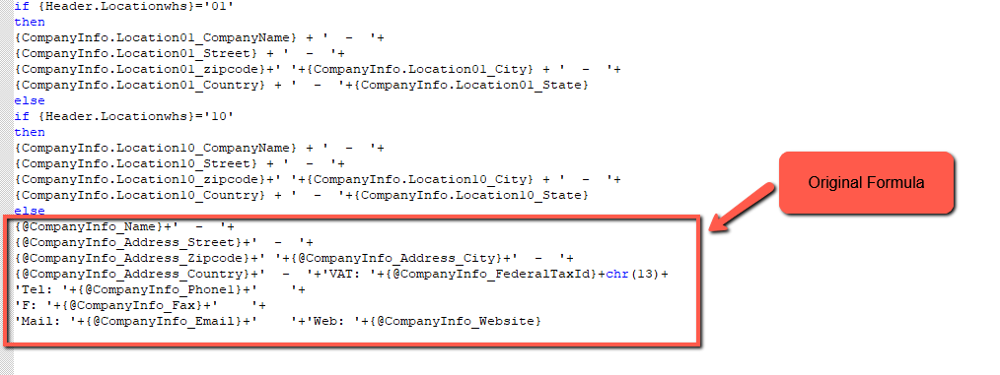 if {Header.Locationwhs}='01'
then
{CompanyInfo.Location01_CompanyName} + '  -  '+
{CompanyInfo.Location01_Street} + '  -  '+
{CompanyInfo.Location01_zipcode}+' '+{CompanyInfo.Location01_City} + '  -  '+
{CompanyInfo.Location01_Country} + '  -  '+{CompanyInfo.Location01_State}
else
if {Header.Locationwhs}='10'
then
{CompanyInfo.Location10_CompanyName} + '  -  '+
{CompanyInfo.Location10_Street} + '  -  '+
{CompanyInfo.Location10_zipcode}+' '+{CompanyInfo.Location10_City} + '  -  '+
{CompanyInfo.Location10_Country} + '  -  '+{CompanyInfo.Location10_State}
else
{@CompanyInfo_Name}+'  -  '+
{@CompanyInfo_Address_Street}+'  -  '+
{@CompanyInfo_Address_Zipcode}+' '+{@CompanyInfo_Address_City}+'  -  '+
{@CompanyInfo_Address_Country}+'  -  '+'VAT: '+{@CompanyInfo_FederalTaxId}+chr(13)+
'Tel: '+{@CompanyInfo_Phone1}+'    '+
'F: '+{@CompanyInfo_Fax}+'    '+
'Mail: '+{@CompanyInfo_Email}+'    '+'Web: '+{@CompanyInfo_Website}
Original Formula